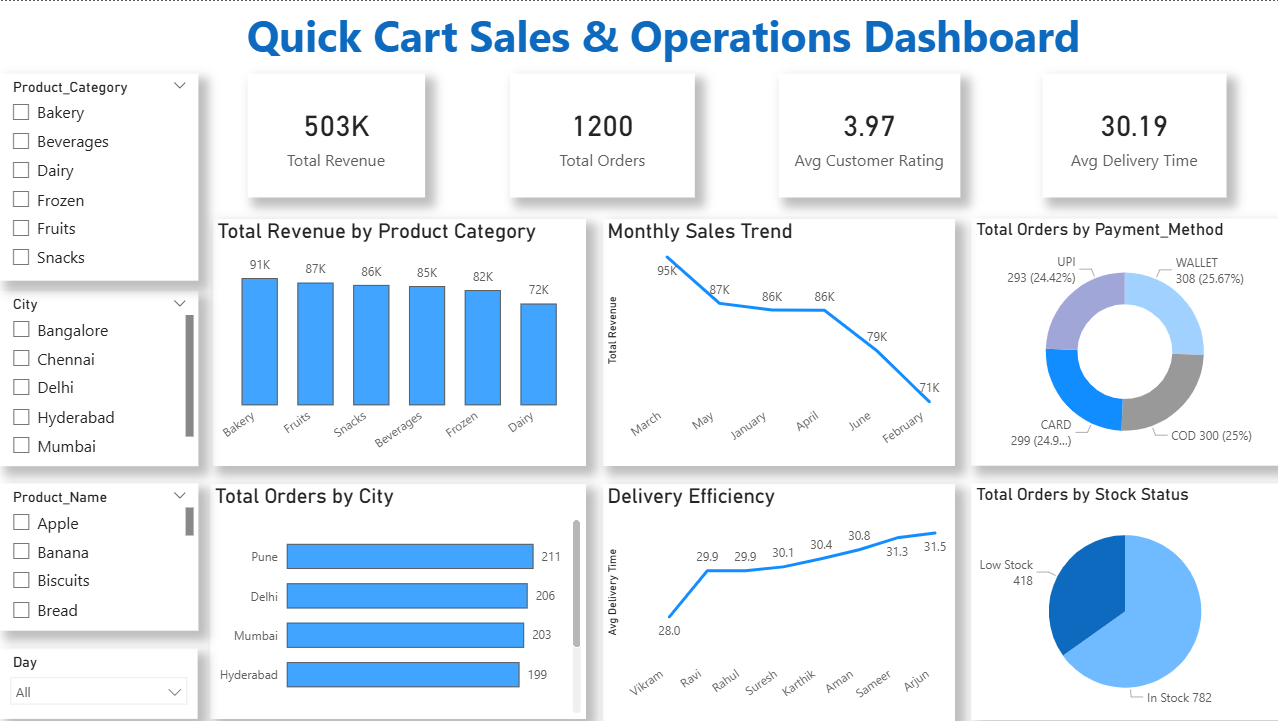 Quick Cart Sales & Operations Dashboard
Product_Category
Bakery
Beverages
Dairy
Frozen
Fruits
Snacks
City
Bangalore
Chennai
Delhi
Hyderabad
Mumbai
Product_Name
Apple
Banana
Biscuits
Bread
Day
All
503K
Total Revenue
1200
Total Orders
3.97
Avg Customer Rating
30.19
Avg Delivery Time
Total Revenue by Product Category
91K
87K
86K
85K
82K
72K
Bakery
Fruits
Snacks
Beverages
Frozen
Dairy
Monthly Sales Trend
Total Revenue
95K
87K
86K
86K
79K
71K
March
May
January
April
June
February
Total Orders by Payment_Method
UPI
293 (24.42%)
WALLET
308 (25.67%)
CARD
299 (24.9...)
COD 300 (25%)
Total Orders by City
Pune
211
Delhi
206
Mumbai
203
Hyderabad
199
Delivery Efficiency
Avg Delivery Time
28.0
29.9
29.9
30.1
30.4
30.8
31.3
31.5
Vikram
Ravi
Rahul
Suresh
Karthik
Aman
Sameer
Arjun
Total Orders by Stock Status
Low Stock
418
In Stock 782